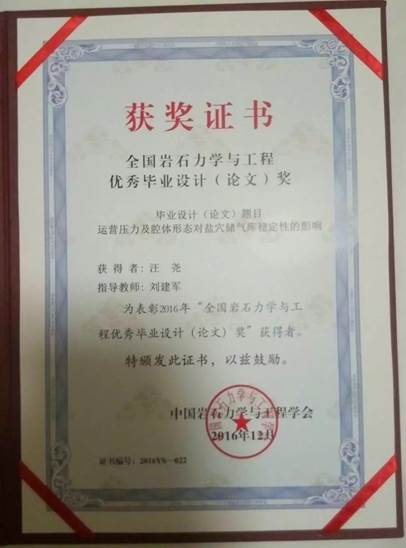 获奖证书
全国岩石力学与工程
优秀毕业设计（论文）奖
毕业设计（论文）题目
运营压力及腔体形态对盐穴储气库稳定性的影响
获得者：汪 尧
指导教师：刘建军
为表彰2016年“全国岩石力学与工
程优秀毕业设计（论文）奖”获得者。
特颁发此证书，以兹鼓励。
中国岩石力学与工程学会
2016年12月
证书编号：2016YS—022